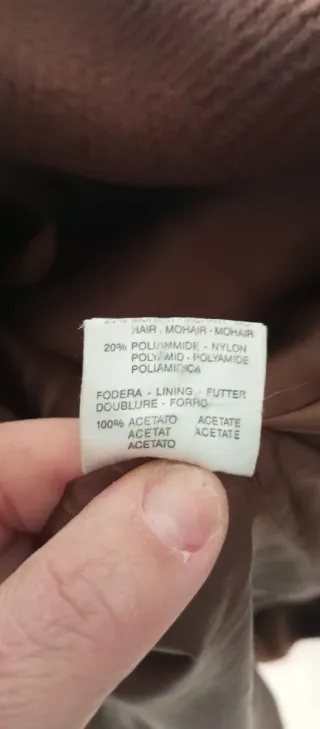 HAIR . MOHAIR - MOHAIR
20% POLIAMMIDE - NYLON
POLYAMID - POLYAMIDE
POLIAMIDICA
FODERA - LINING - FUTTER
DOUBLURE - FORRO
100% ACETATO ACETATE
ACETAT ACETATE
ACETATO